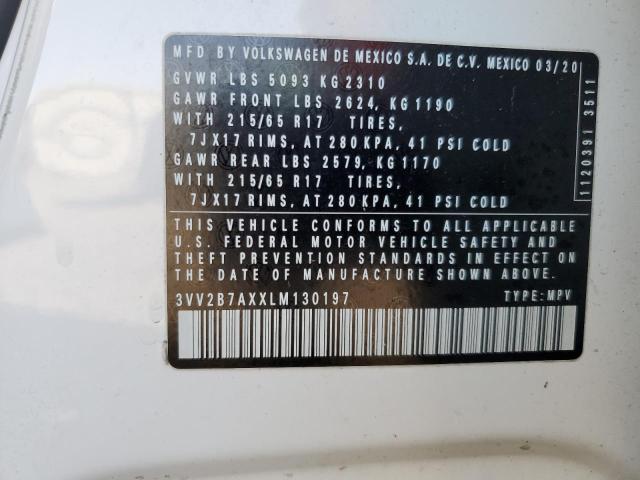 MFD BY VOLKSWAGEN DE MEXICO S.A. DE C.V. MEXICO 03/20
GVWR LBS 5093 KG 2310
GAWR FRONT LBS 2624, KG 1190
WITH 215/65 R17 TIRES,
7JX17 RIMS, AT 280 KPA, 41 PSI COLD
GAWR REAR LBS 2579, KG 1170
WITH 215/65 R17 TIRES,
7JX17 RIMS, AT 280 KPA, 41 PSI COLD
THIS VEHICLE CONFORMS TO ALL APPLICABLE
U.S. FEDERAL MOTOR VEHICLE SAFETY AND
THEFT PREVENTION STANDARDS IN EFFECT ON
THE DATE OF MANUFACTURE SHOWN ABOVE.
3VV2B7AXXLM130197 TYPE: MPV
1120391 3511